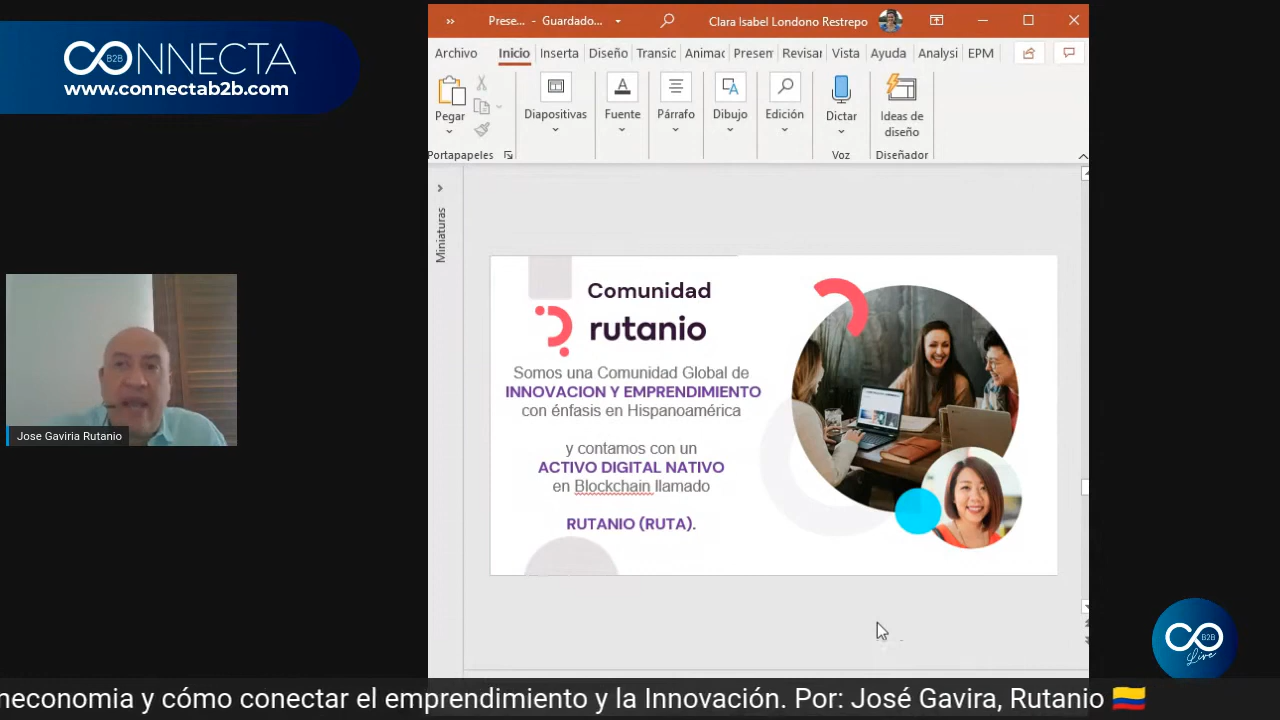 CONNECTA
B2B
www.connectab2b.com
Prese... - Guardado...
Clara Isabel Londono Restrepo
Archivo Inicio Inserta Diseño Transic Animac Presen Revisar Vista Ayuda Analysi EPM
Pegar
Diapositivas
Fuente
Párrafo
Dibujo
Edición
Dictar
Ideas de
diseño
Portapapeles
Voz
Diseñador
Miniaturas
Comunidad
rutanio
Somos una Comunidad Global de
INNOVACION Y EMPRENDIMIENTO
con énfasis en Hispanoamérica
y contamos con un
ACTIVO DIGITAL NATIVO
en Blockchain llamado
RUTANIO (RUTA).
Jose Gaviria Rutanio
CO
B2B
Live
neconomia y cómo conectar el emprendimiento y la Innovación. Por: José Gavira, Rutanio